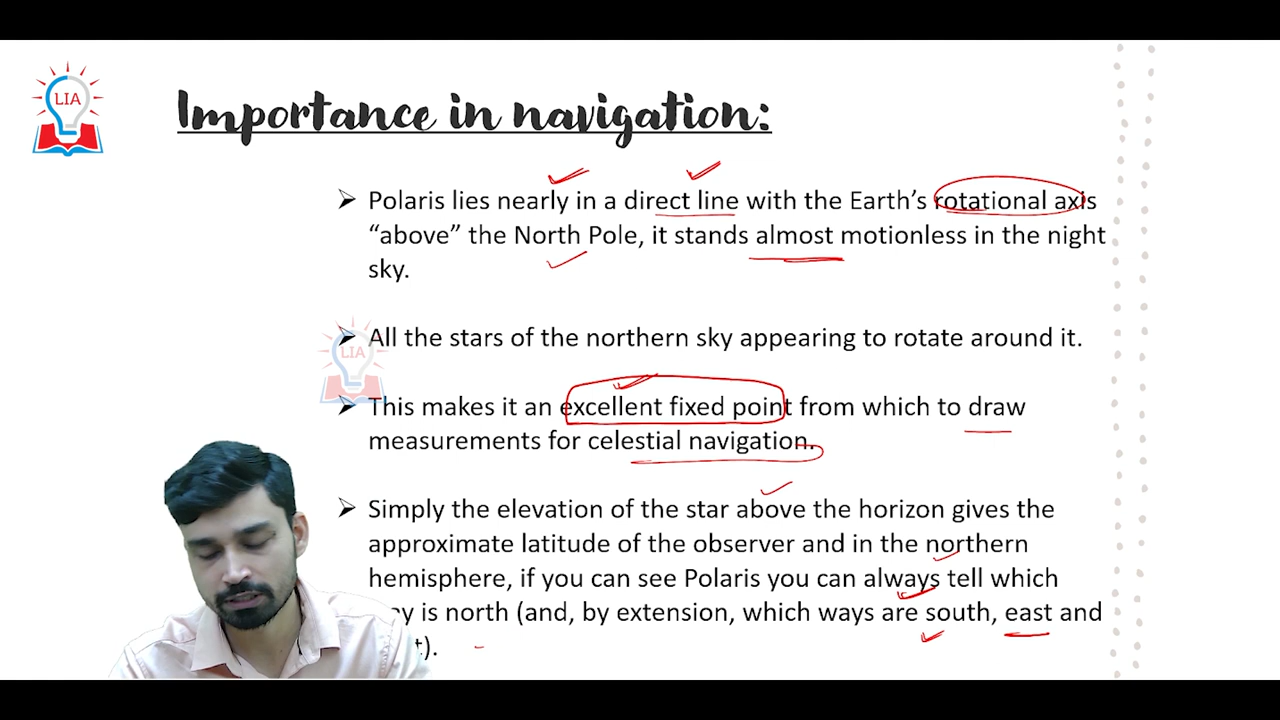 LIA
Importance in navigation:
➢ Polaris lies nearly in a direct line with the Earth’s rotational axis
“above” the North Pole, it stands almost motionless in the night
sky.
➢ All the stars of the northern sky appearing to rotate around it.
LIA
➢ This makes it an excellent fixed point from which to draw
measurements for celestial navigation.
➢ Simply the elevation of the star above the horizon gives the
approximate latitude of the observer and in the northern
hemisphere, if you can see Polaris you can always tell which
is north (and, by extension, which ways are south, east and